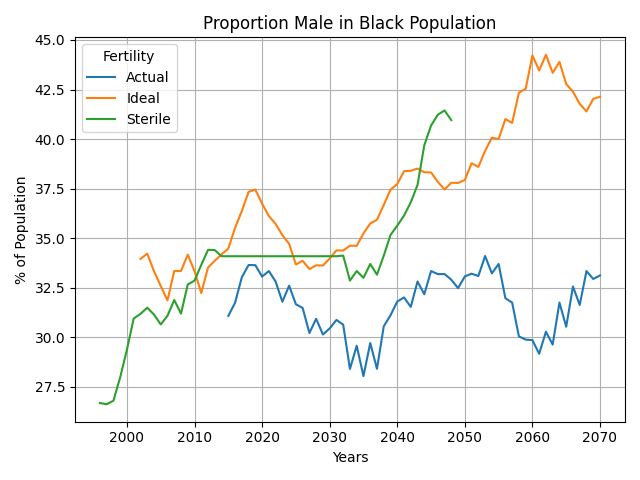 Proportion Male in Black Population
% of Population
45.0
42.5
40.0
37.5
35.0
32.5
30.0
27.5
Fertility
Actual
Ideal
Sterile
2000 2010 2020 2030 2040 2050 2060 2070
Years